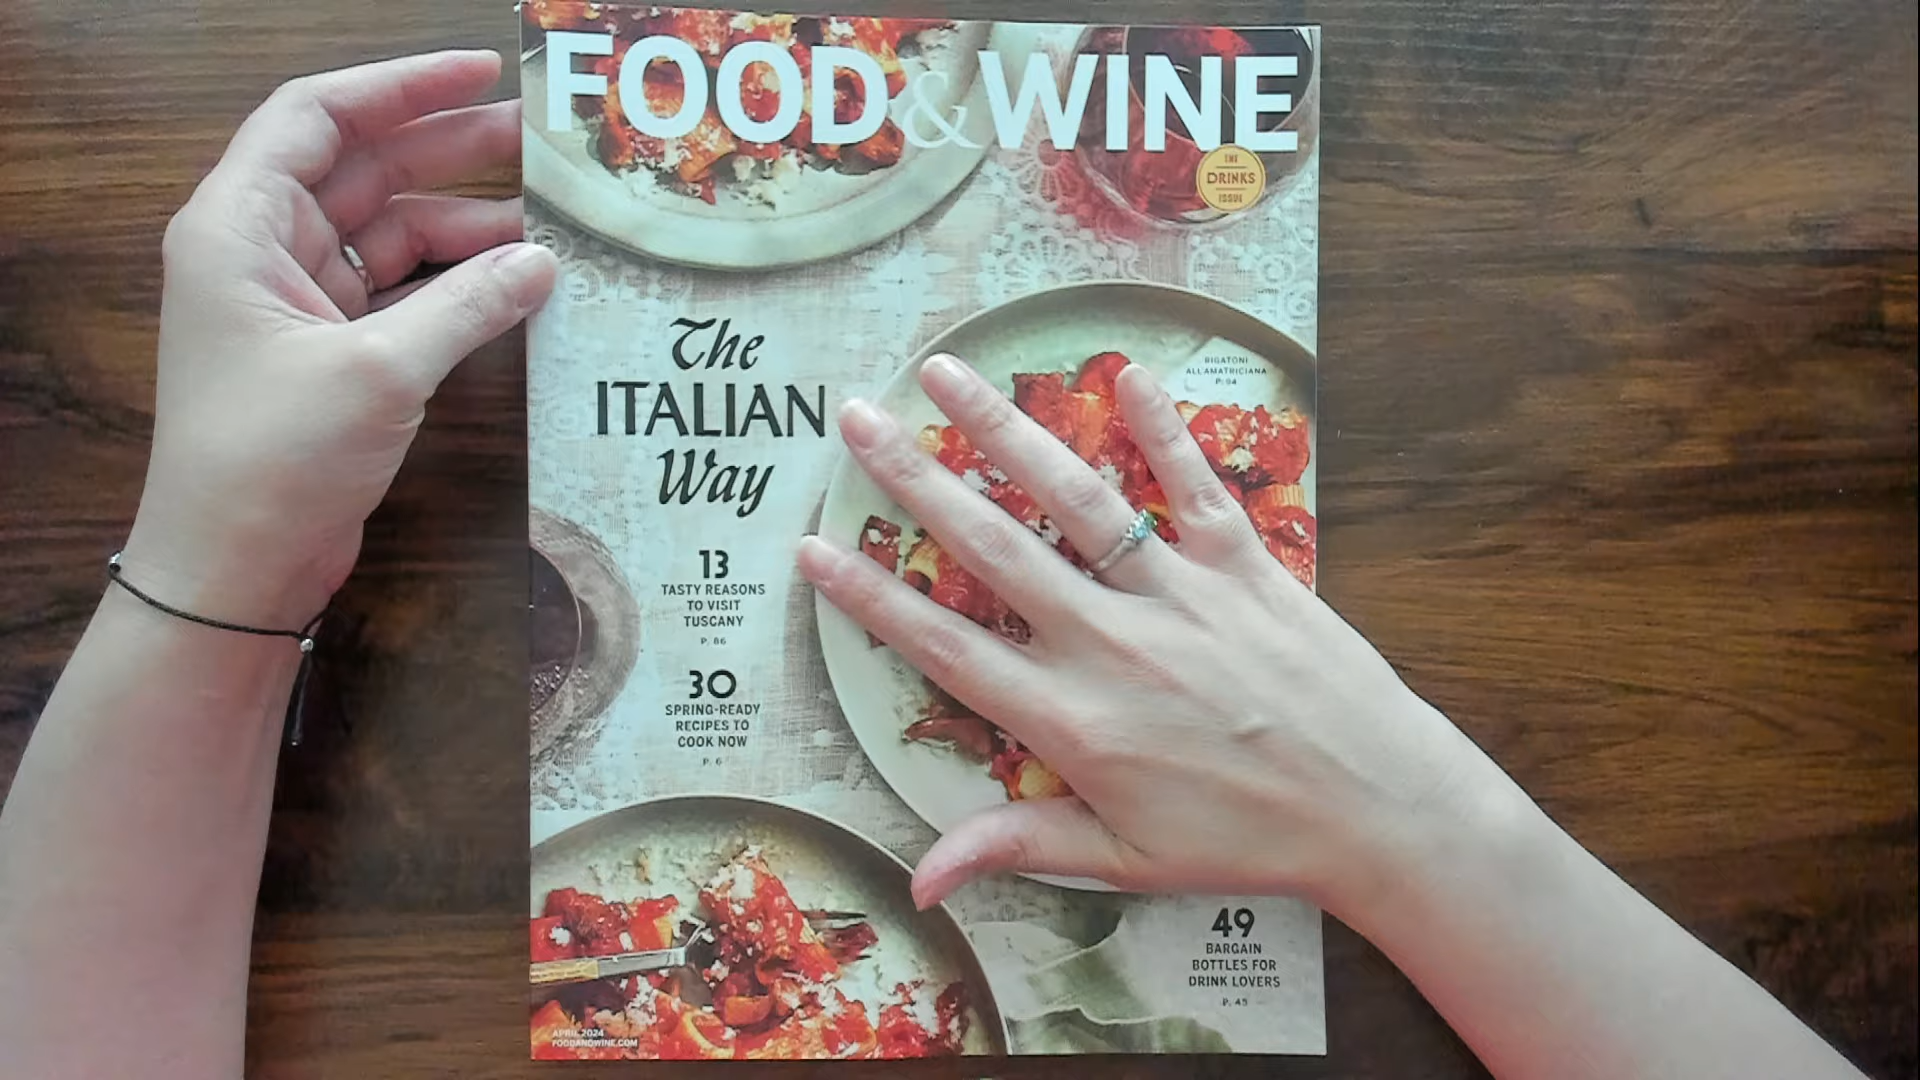 FOOD & WINE
THE
DRINKS
ISSUE
The
ITALIAN
Way
RIGATONI
ALL'AMATRICIANA
P. 94
13
TASTY REASONS
TO VISIT
TUSCANY
P. 86
30
SPRING-READY
RECIPES TO
COOK NOW
P. 6
49
BARGAIN
BOTTLES FOR
DRINK LOVERS
P. 45
APRIL 2024
FOODANDWINE.COM